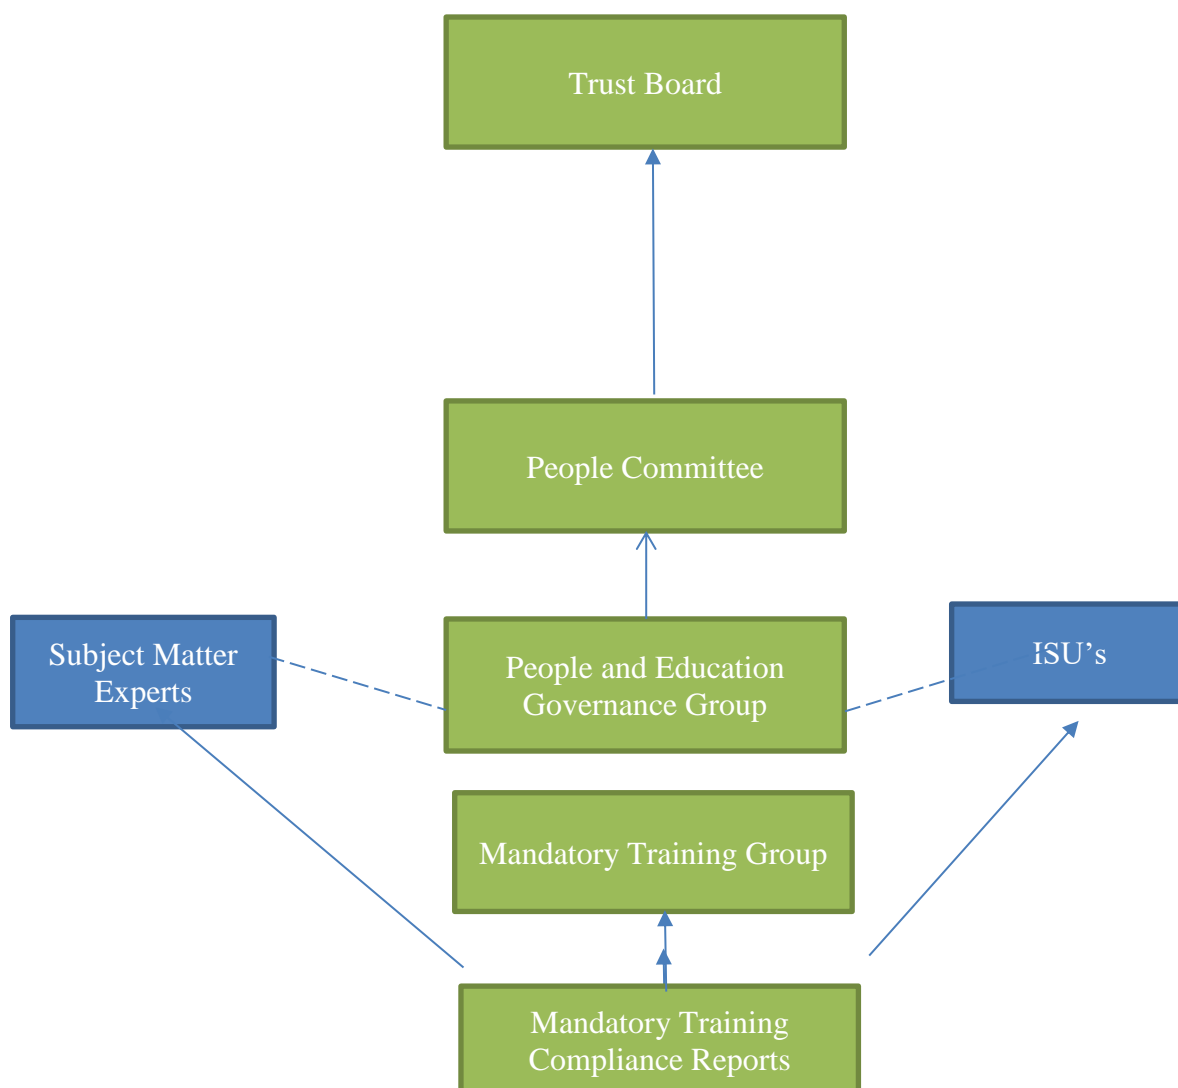 Trust Board
People Committee
Subject Matter
Experts
People and Education
Governance Group
ISU’s
Mandatory Training Group
Mandatory Training
Compliance Reports